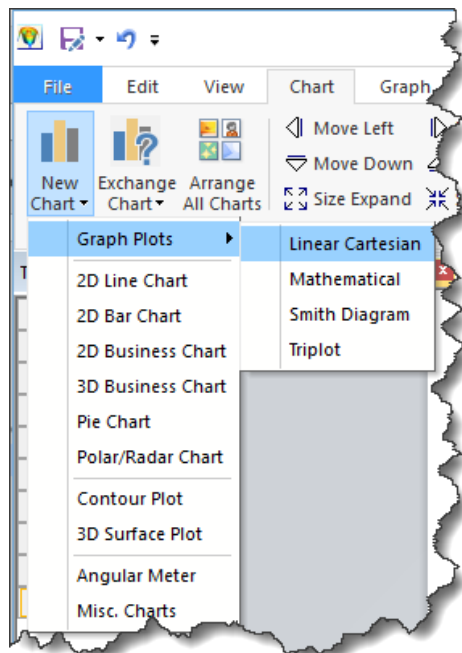 File Edit View Chart Graph
New Chart
Exchange Chart
Arrange All Charts
Move Left
Move Down
Size Expand
Graph Plots
2D Line Chart
2D Bar Chart
2D Business Chart
3D Business Chart
Pie Chart
Polar/Radar Chart
Contour Plot
3D Surface Plot
Angular Meter
Misc. Charts
Linear Cartesian
Mathematical
Smith Diagram
Triplot